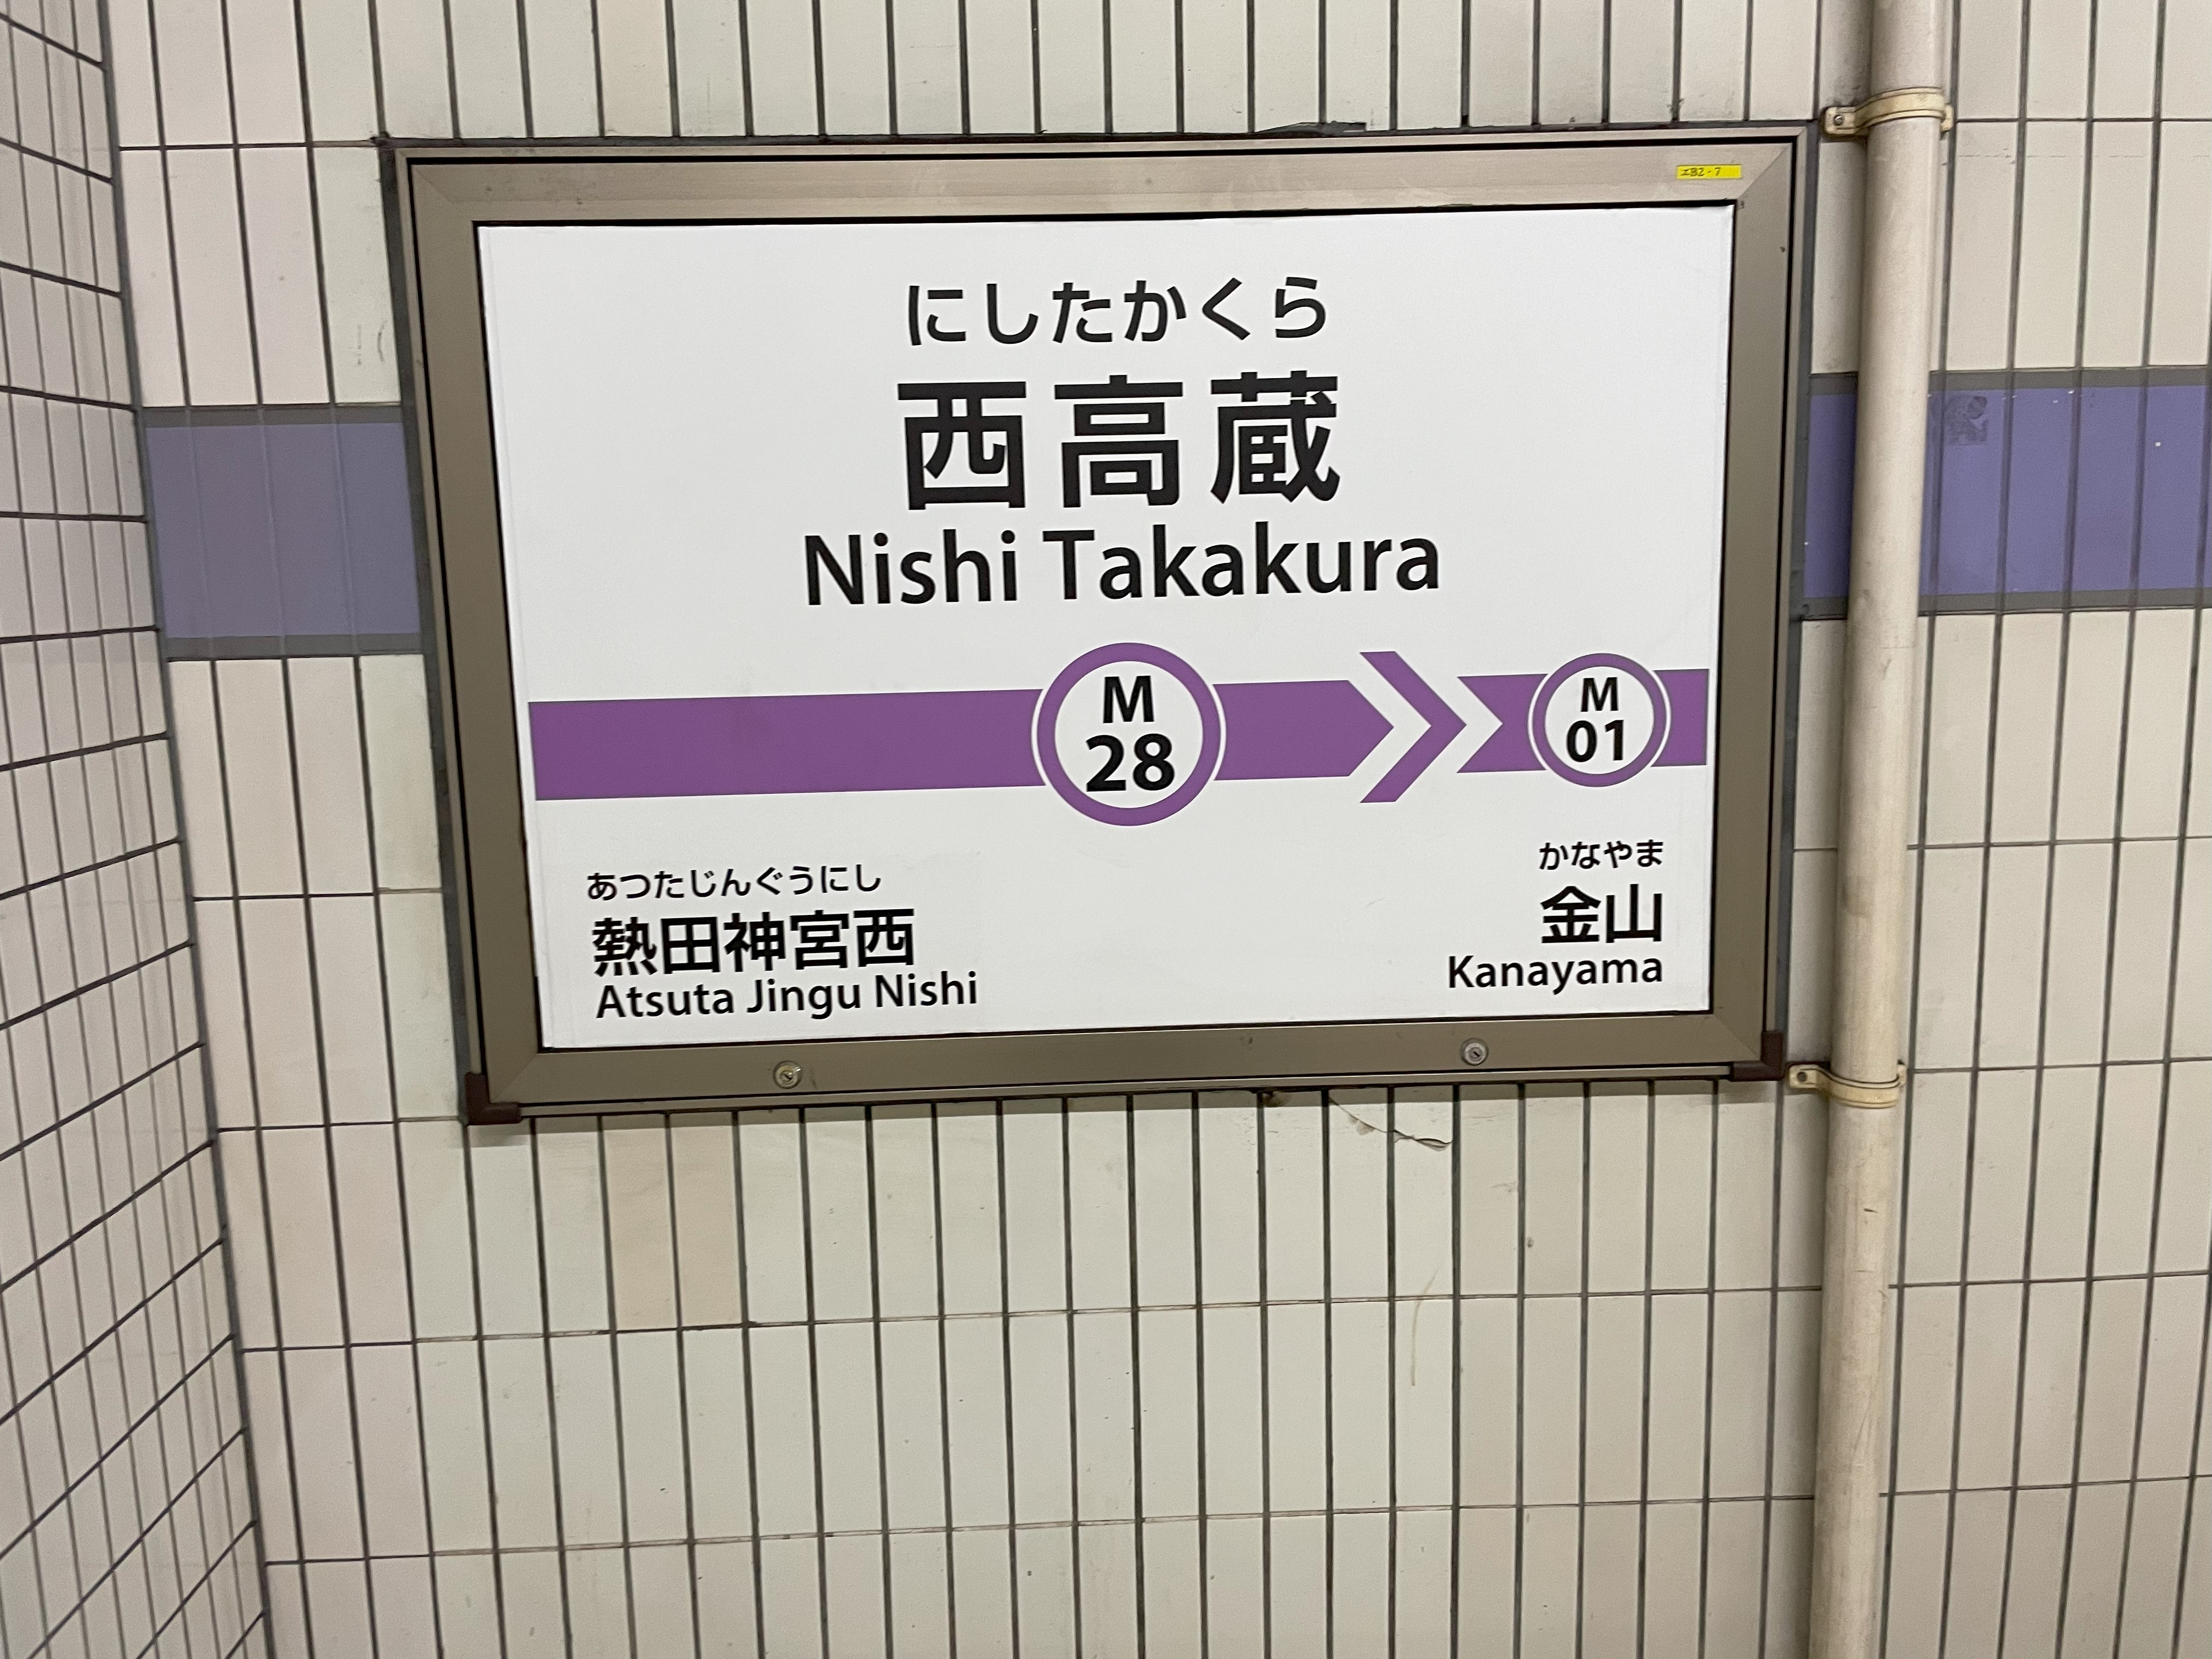 にしたかくら
西高蔵
Nishi Takakura
M
28
M
01
あつたじんぐうにし
熱田神宮西
Atsuta Jingu Nishi
かなやま
金山
Kanayama